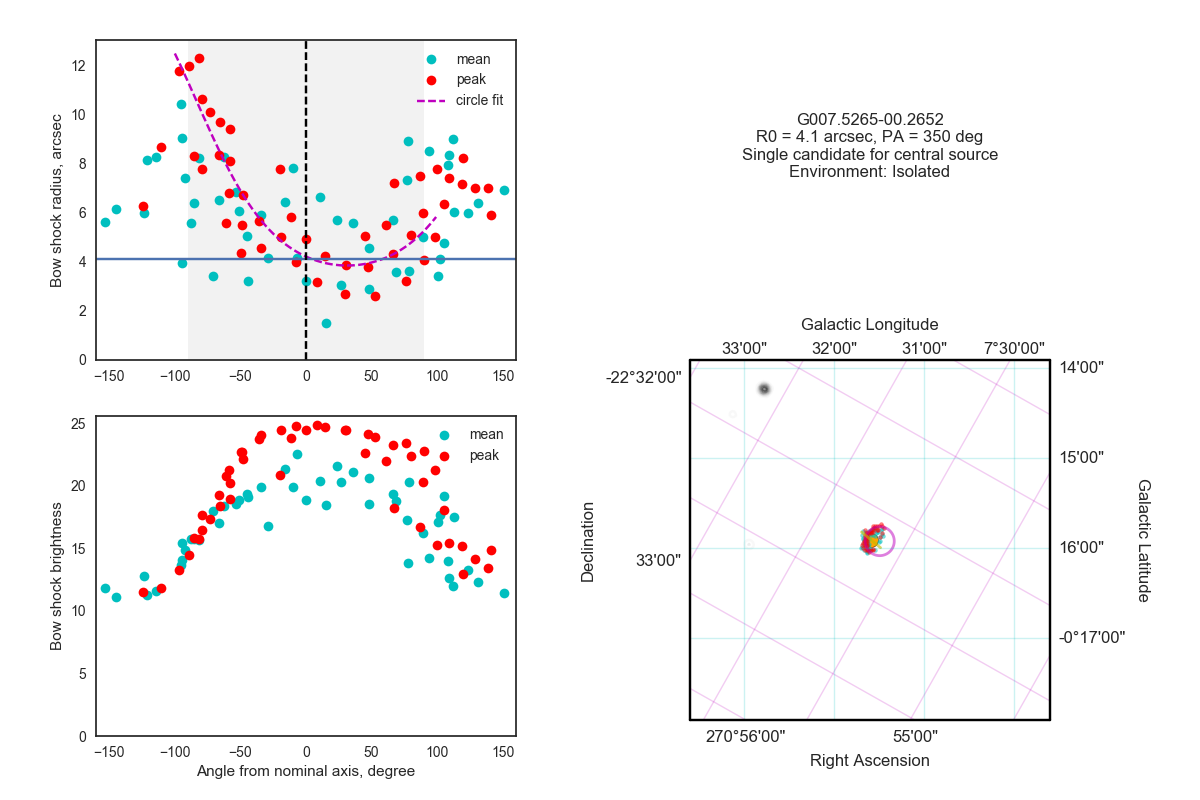 mean
peak
circle fit
Bow shock radius, arcsec
12
10
8
6
4
2
0
−150 −100 −50 0 50 100 150
mean
peak
Bow shock brightness
25
20
15
10
5
0
−150 −100 −50 0 50 100 150
Angle from nominal axis, degree
G007.5265-00.2652
R0 = 4.1 arcsec, PA = 350 deg
Single candidate for central source
Environment: Isolated
Galactic Longitude
33'00" 32'00" 31'00" 7°30'00"
-22°32'00"
33'00"
Declination
14'00"
15'00"
16'00"
-0°17'00"
Galactic Latitude
270°56'00" 55'00"
Right Ascension